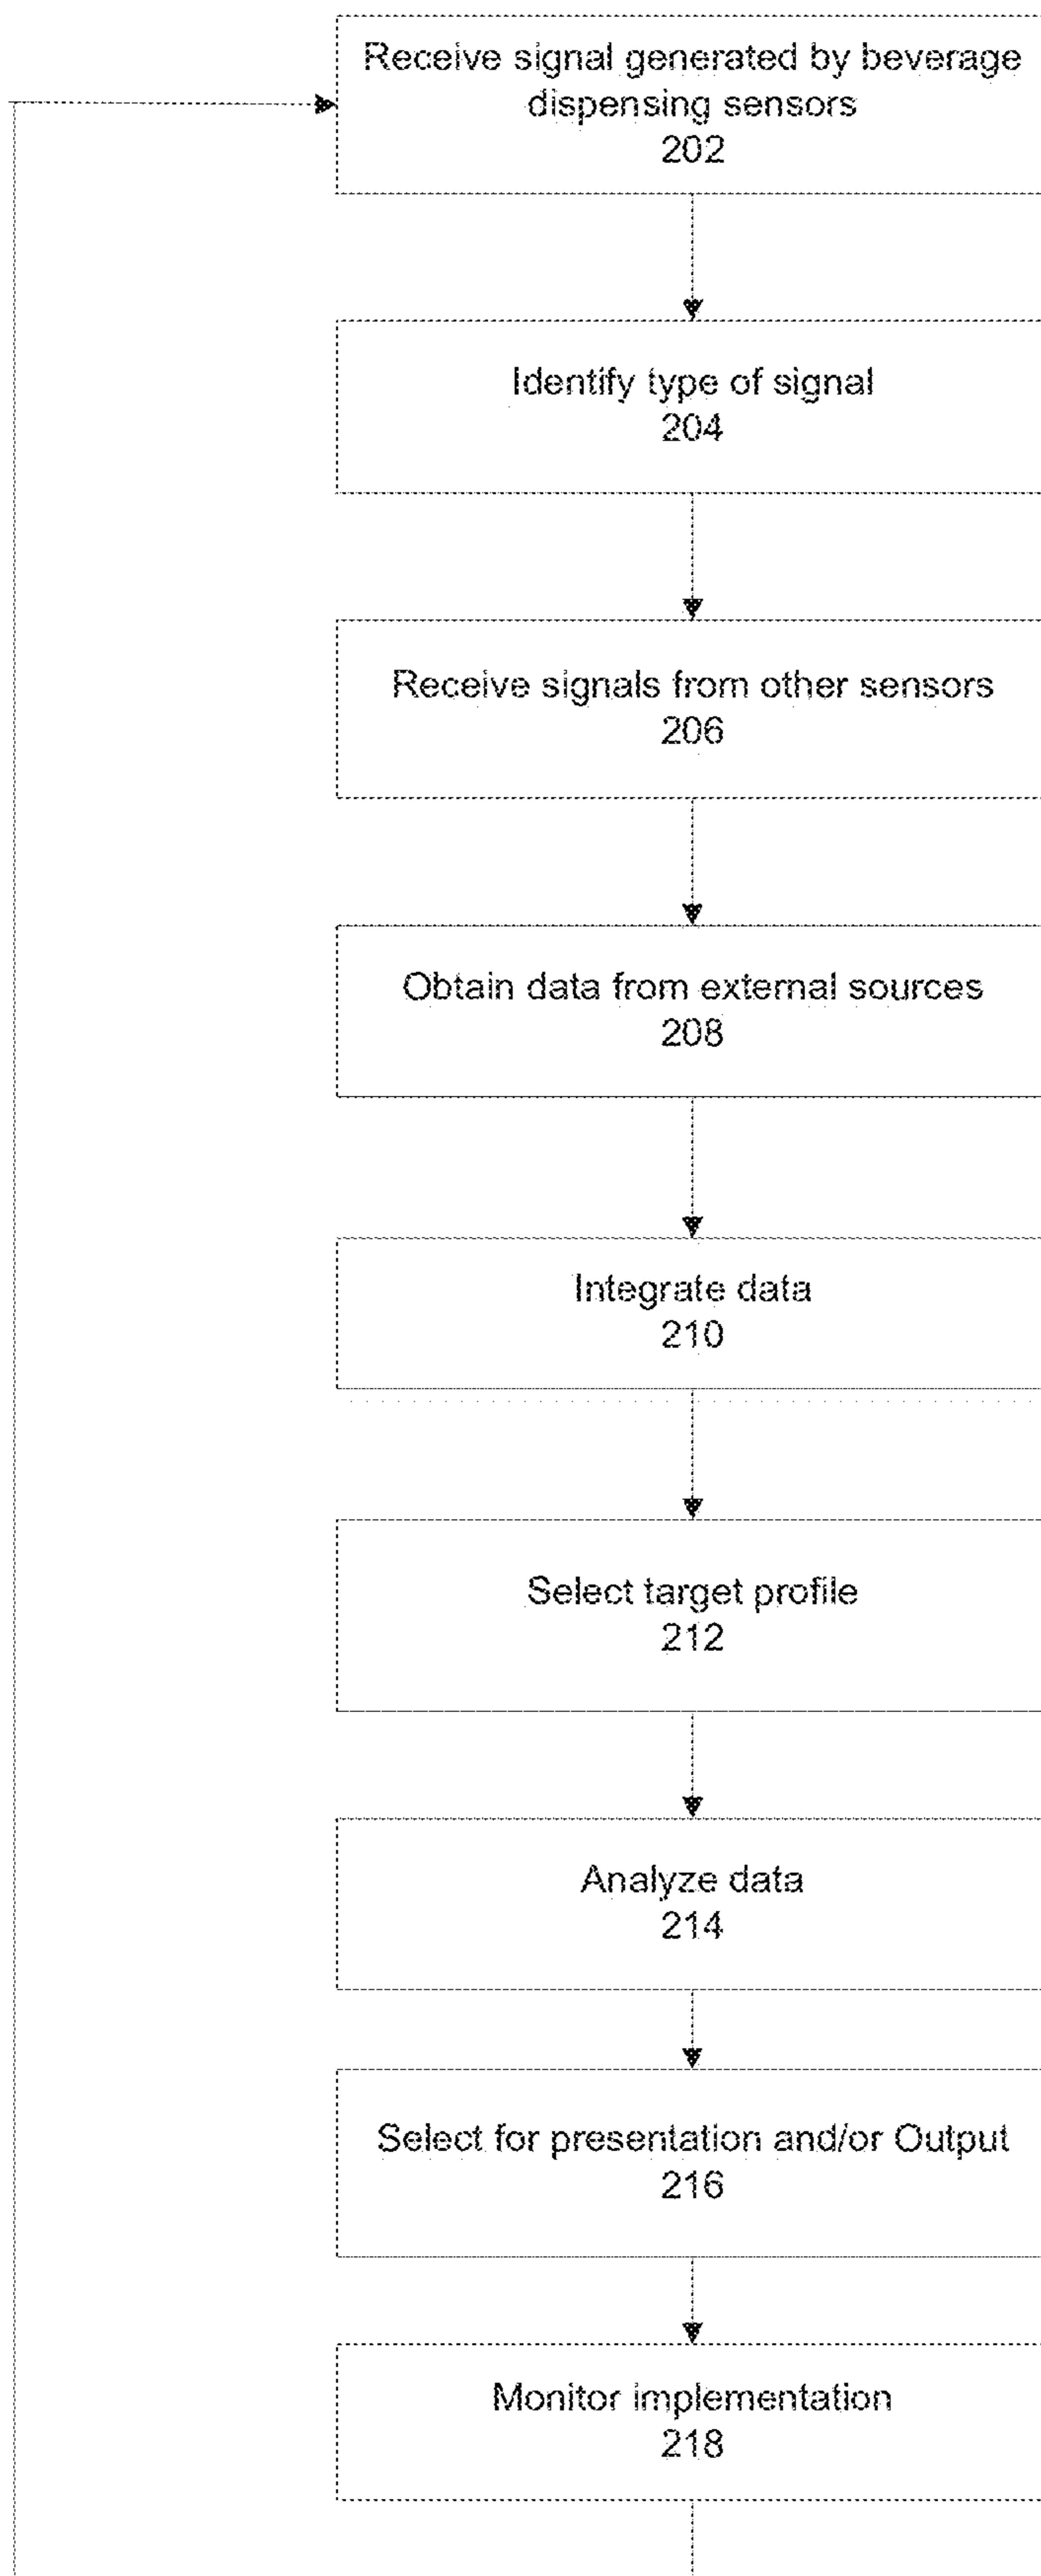 Receive signal generated by beverage
dispensing sensors
202
Identify type of signal
204
Receive signals from other sensors
206
Obtain data from external sources
208
Integrate data
210
Select target profile
212
Analyze data
214
Select for presentation and/or Output
216
Monitor implementation
218